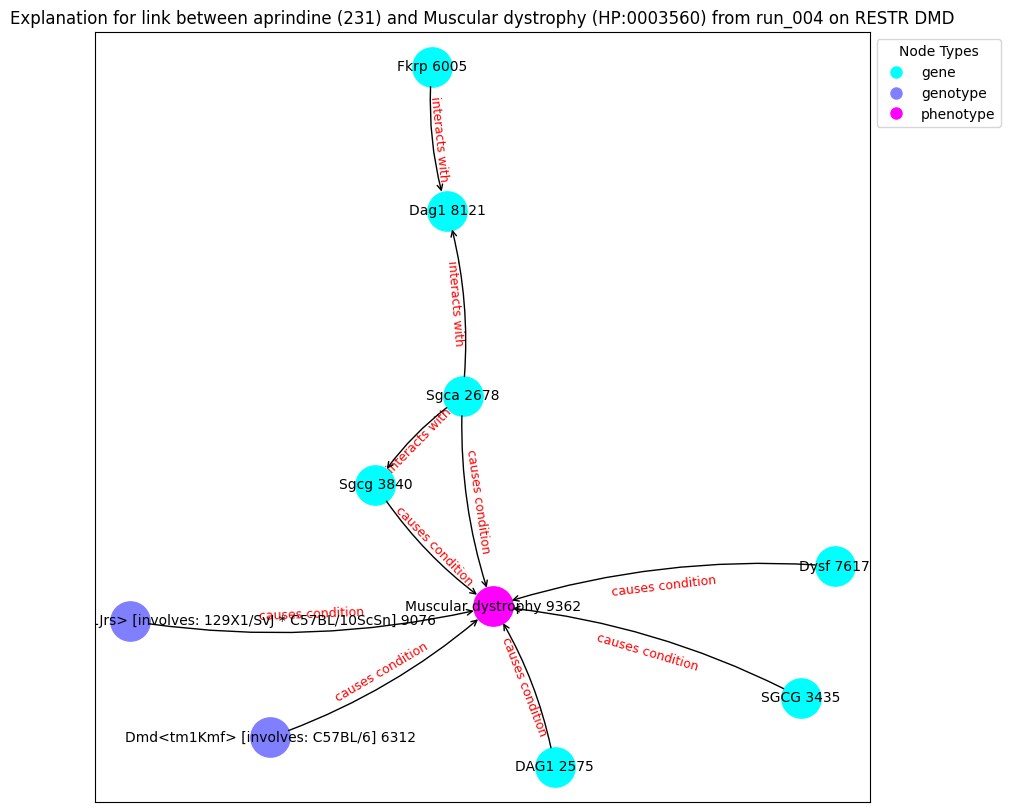 Explanation for link between aprindine (231) and Muscular dystrophy (HP:0003560) from run_004 on RESTR DMD
Node Types
gene
genotype
phenotype
Fkrp 6005
interacts with
Dag1 8121
interacts with
Sgca 2678
interacts with
causes condition
Sgcg 3840
causes condition
Dysf 7617
causes condition
Muscular dystrophy 9362
causes condition
.Jrs> [involves: 129X1/SvJ * C57BL/10ScSn] 9076
causes condition
causes condition
causes condition
SGCG 3435
Dmd<tm1Kmf> [involves: C57BL/6] 6312
DAG1 2575